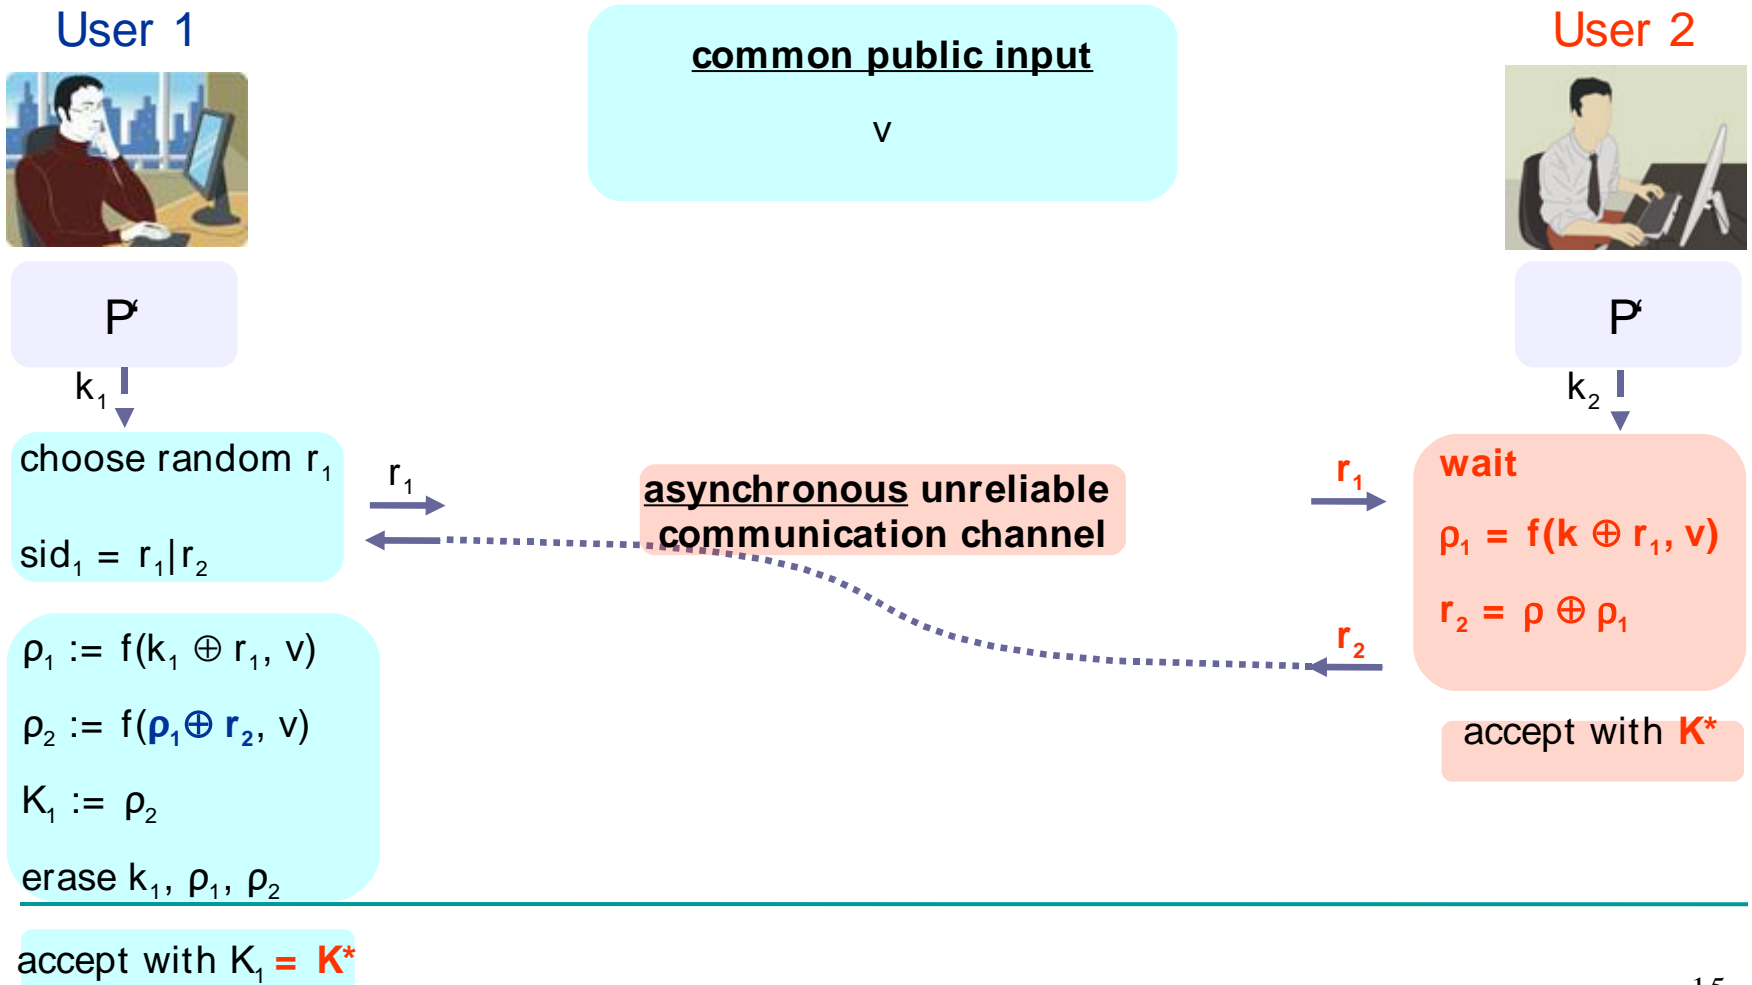 User 1
common public input
v
User 2
P‘
P‘
k₁
k₂
choose random r₁
sid₁ = r₁|r₂
r₁
asynchronous unreliable
communication channel
r₁
r₂
wait
ρ₁ = f(k ⊕ r₁, v)
r₂ = ρ ⊕ ρ₁
accept with K*
ρ₁ := f(k₁ ⊕ r₁, v)
ρ₂ := f(ρ₁⊕ r₂, v)
K₁ := ρ₂
erase k₁, ρ₁, ρ₂
accept with K₁ = K*